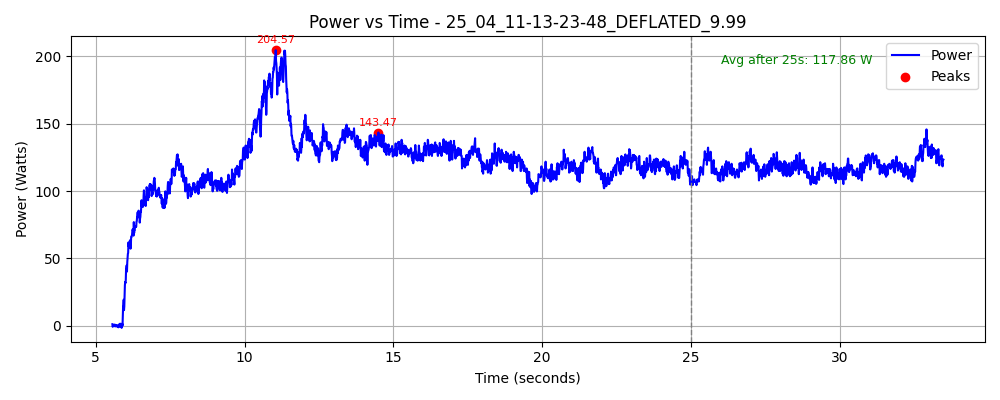 Power vs Time - 25_04_11-13-23-48_DEFLATED_9.99
204.57
143.47
Avg after 25s: 117.86 W
Power
Peaks
Power (Watts)
200
150
100
50
0
5
10
15
20
25
30
Time (seconds)